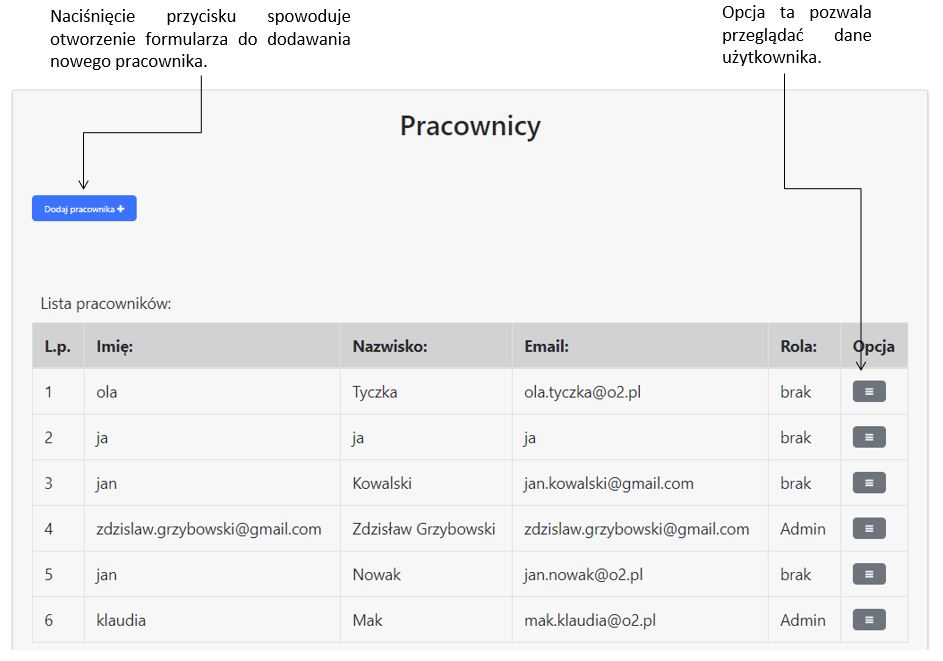 Naciśnięcie przycisku spowoduje
otworzenie formularza do dodawania
nowego pracownika.
Opcja ta pozwala
przeglądać dane
użytkownika.
Pracownicy
Dodaj pracownika +
Lista pracowników:
L.p. Imię: Nazwisko: Email: Rola: Opcja
1 ola Tyczka ola.tyczka@o2.pl brak
2 ja ja ja brak
3 jan Kowalski jan.kowalski@gmail.com brak
4 zdzislaw.grzybowski@gmail.com Zdzisław Grzybowski zdzislaw.grzybowski@gmail.com Admin
5 jan Nowak jan.nowak@o2.pl brak
6 klaudia Mak mak.klaudia@o2.pl Admin